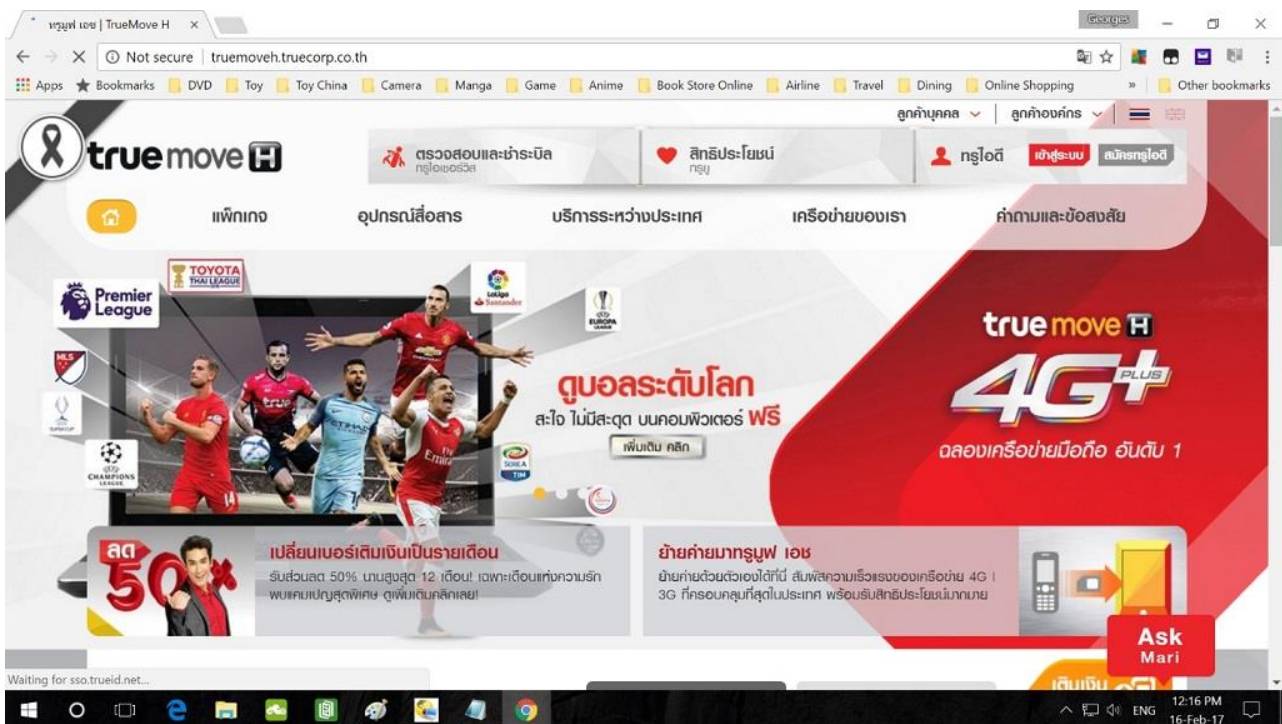 ทรูมูฟ เอช | TrueMove H
Georges
Not secure truemoveh.truecorp.co.th
Apps Bookmarks DVD Toy Toy China Camera Manga Game Anime Book Store Online Airline Travel Dining Online Shopping » Other bookmarks
ลูกค้าบุคคล ลูกค้าองค์กร
true move H
ตรวจสอบและชำระบิล
ทรูไอเซอร์วิส
สิทธิประโยชน์
ทรูยู
ทรูไอดี เข้าสู่ระบบ สมัครทรูไอดี
แพ็กเกจ อุปกรณ์สื่อสาร บริการระหว่างประเทศ เครือข่ายของเรา คำถามและข้อสงสัย
Premier
League
TOYOTA
THAI LEAGUE
LaLiga
Santander
EUROPA
LEAGUE
MLS
SUPER CUP
CHAMPIONS
LEAGUE
true
ETIHAD
14
SERIE A
TIM
ดูบอลระดับโลก
สะใจ ไม่มีสะดุด บนคอมพิวเตอร์ ฟรี
เพิ่มเติม คลิก
true move H
4G+
PLUS
ฉลองเครือข่ายมือถือ อันดับ 1
ลด
50%
เปลี่ยนเบอร์เติมเงินเป็นรายเดือน
รับส่วนลด 50% นานสูงสุด 12 เดือน! เฉพาะเดือนแห่งความรัก
พบแคมเปญสุดพิเศษ ดูเพิ่มเติมคลิกเลย!
ย้ายค่ายมาทรูมูฟ เอช
ย้ายค่ายด้วยตัวเองได้ที่นี่ สัมผัสความเร็วแรงของเครือข่าย 4G |
3G ที่ครอบคลุมที่สุดในประเทศ พร้อมรับสิทธิประโยชน์มากมาย
Ask
Mari
เติมเงิน
Waiting for sso.trueid.net...
ENG
12:16 PM
16-Feb-17